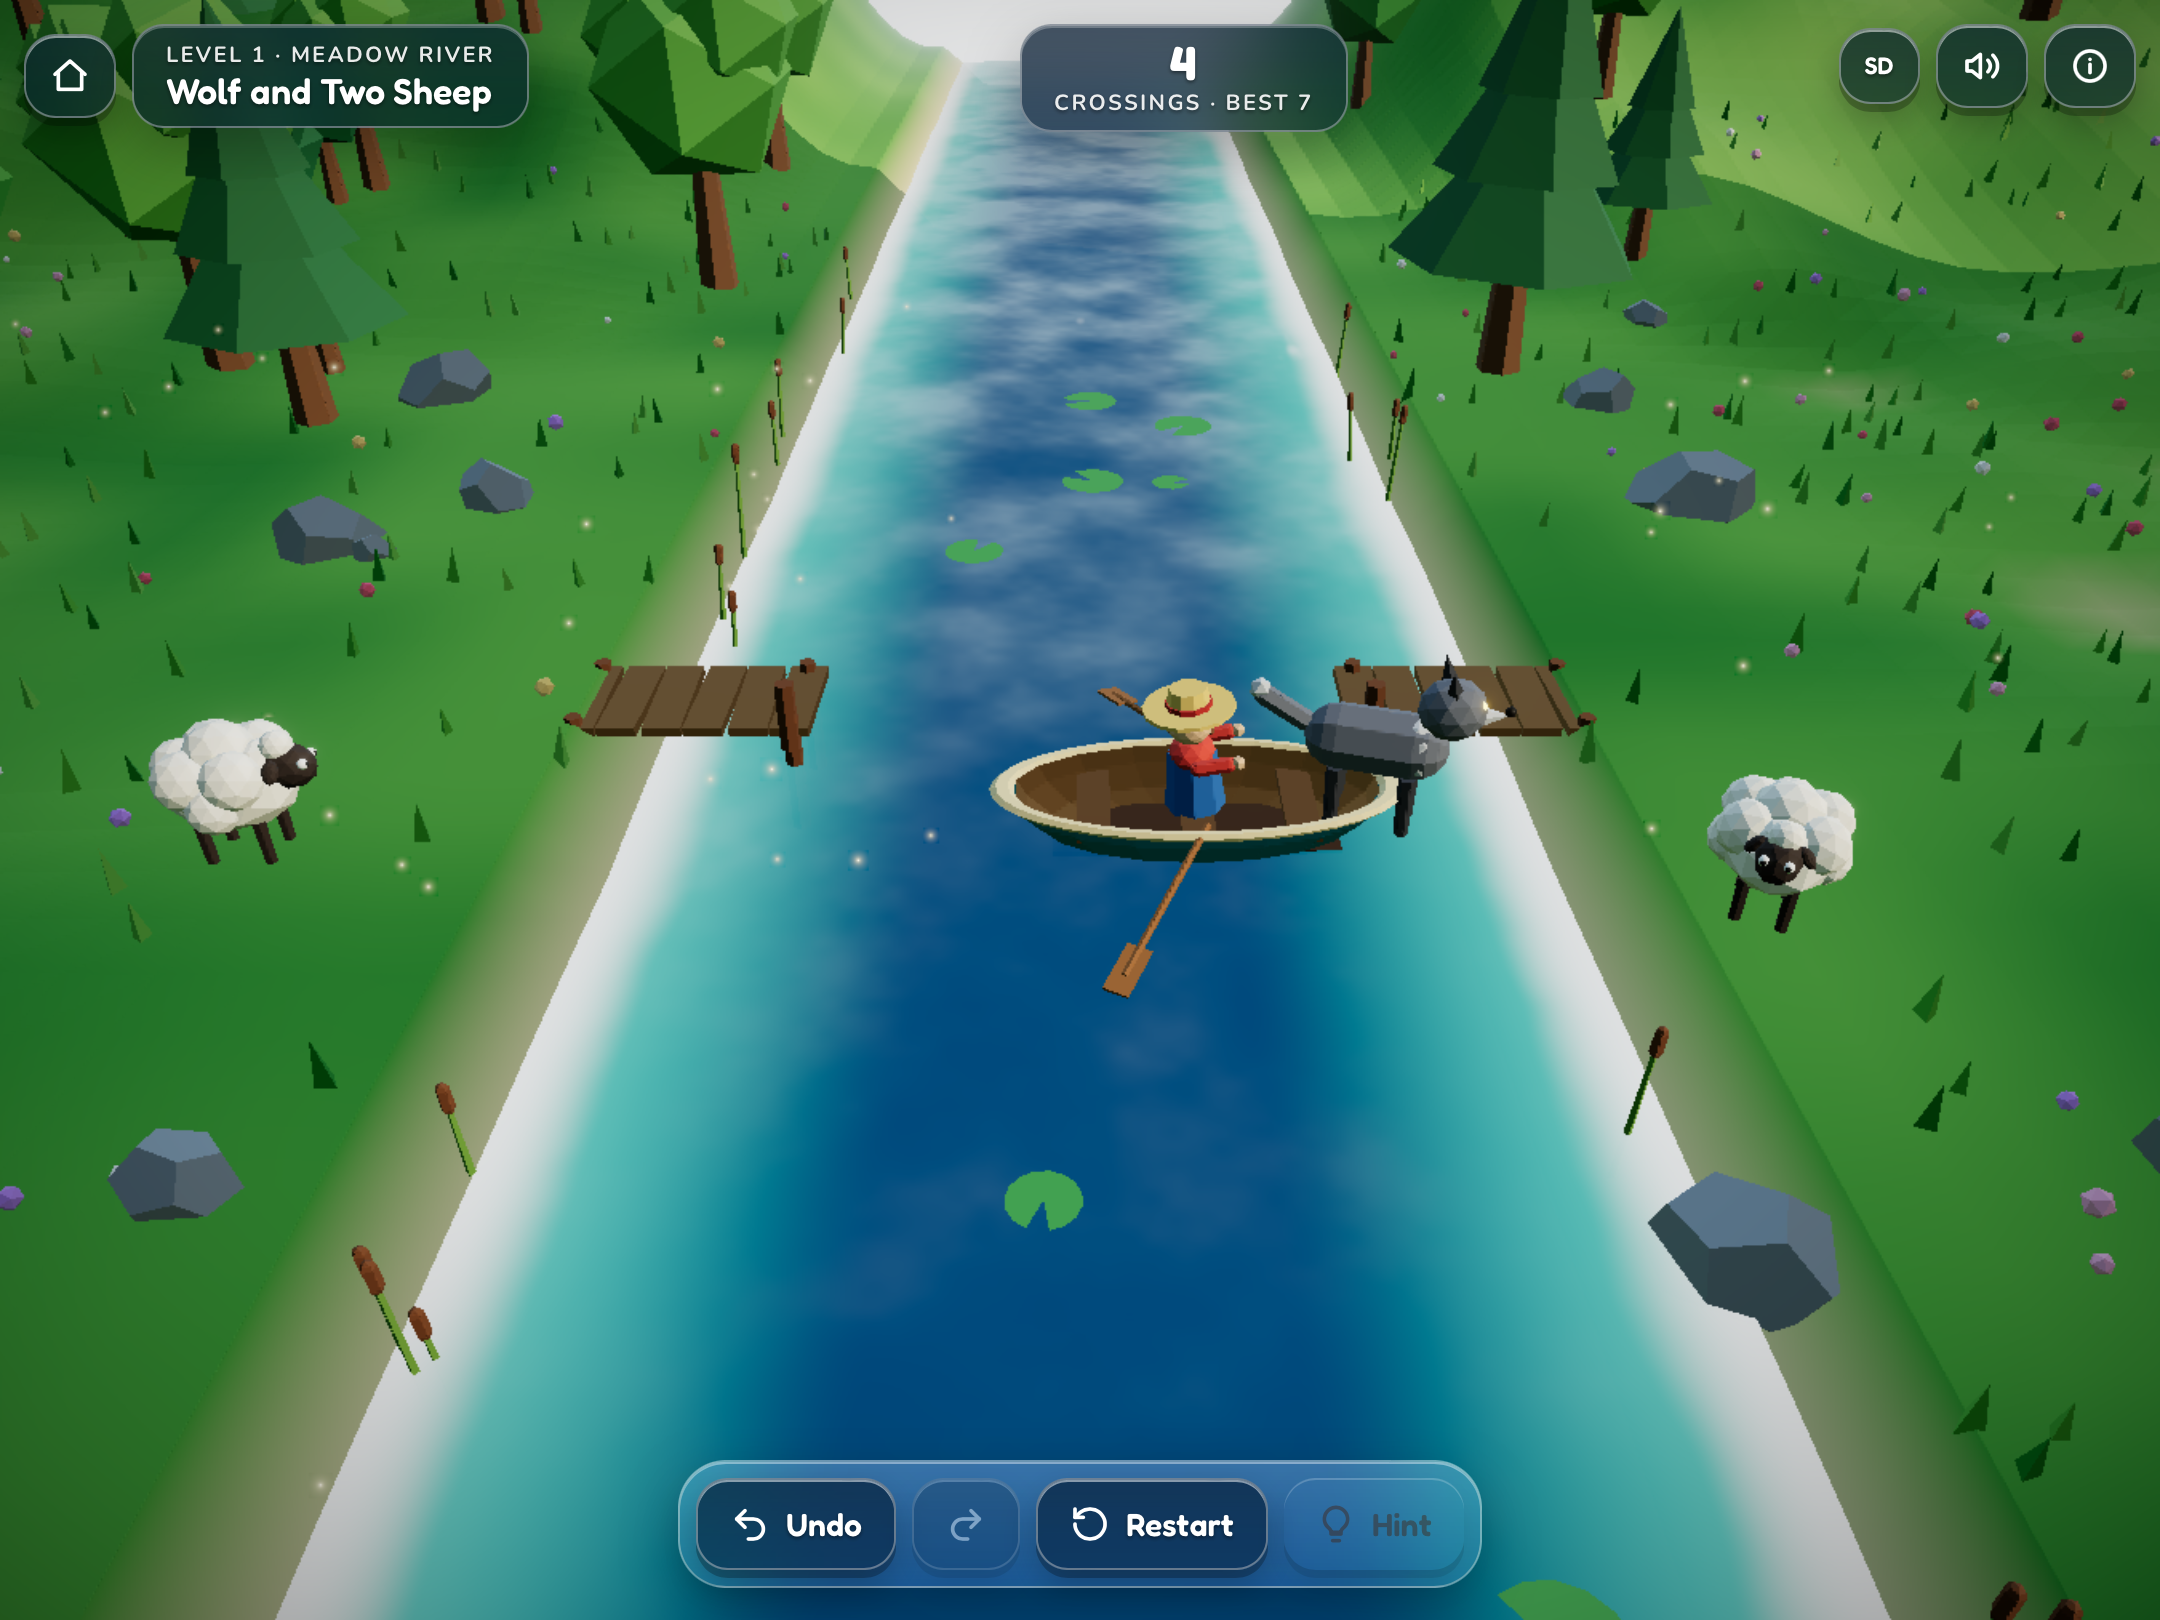 LEVEL 1 · MEADOW RIVER
Wolf and Two Sheep
4
CROSSINGS · BEST 7
SD
Undo
Restart
Hint